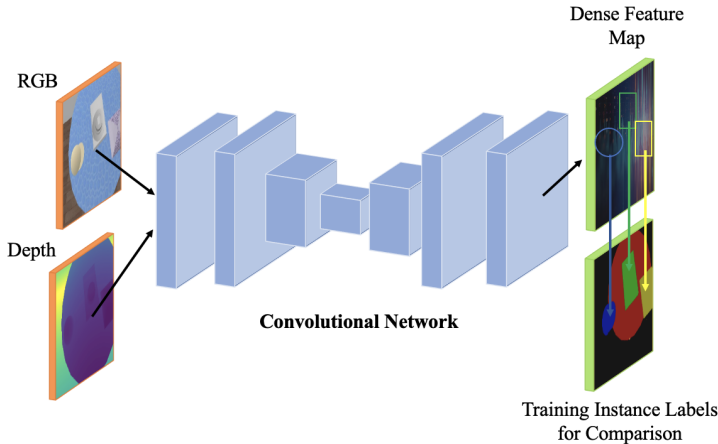 Dense Feature
Map
RGB
Depth
Convolutional Network
Training Instance Labels
for Comparison